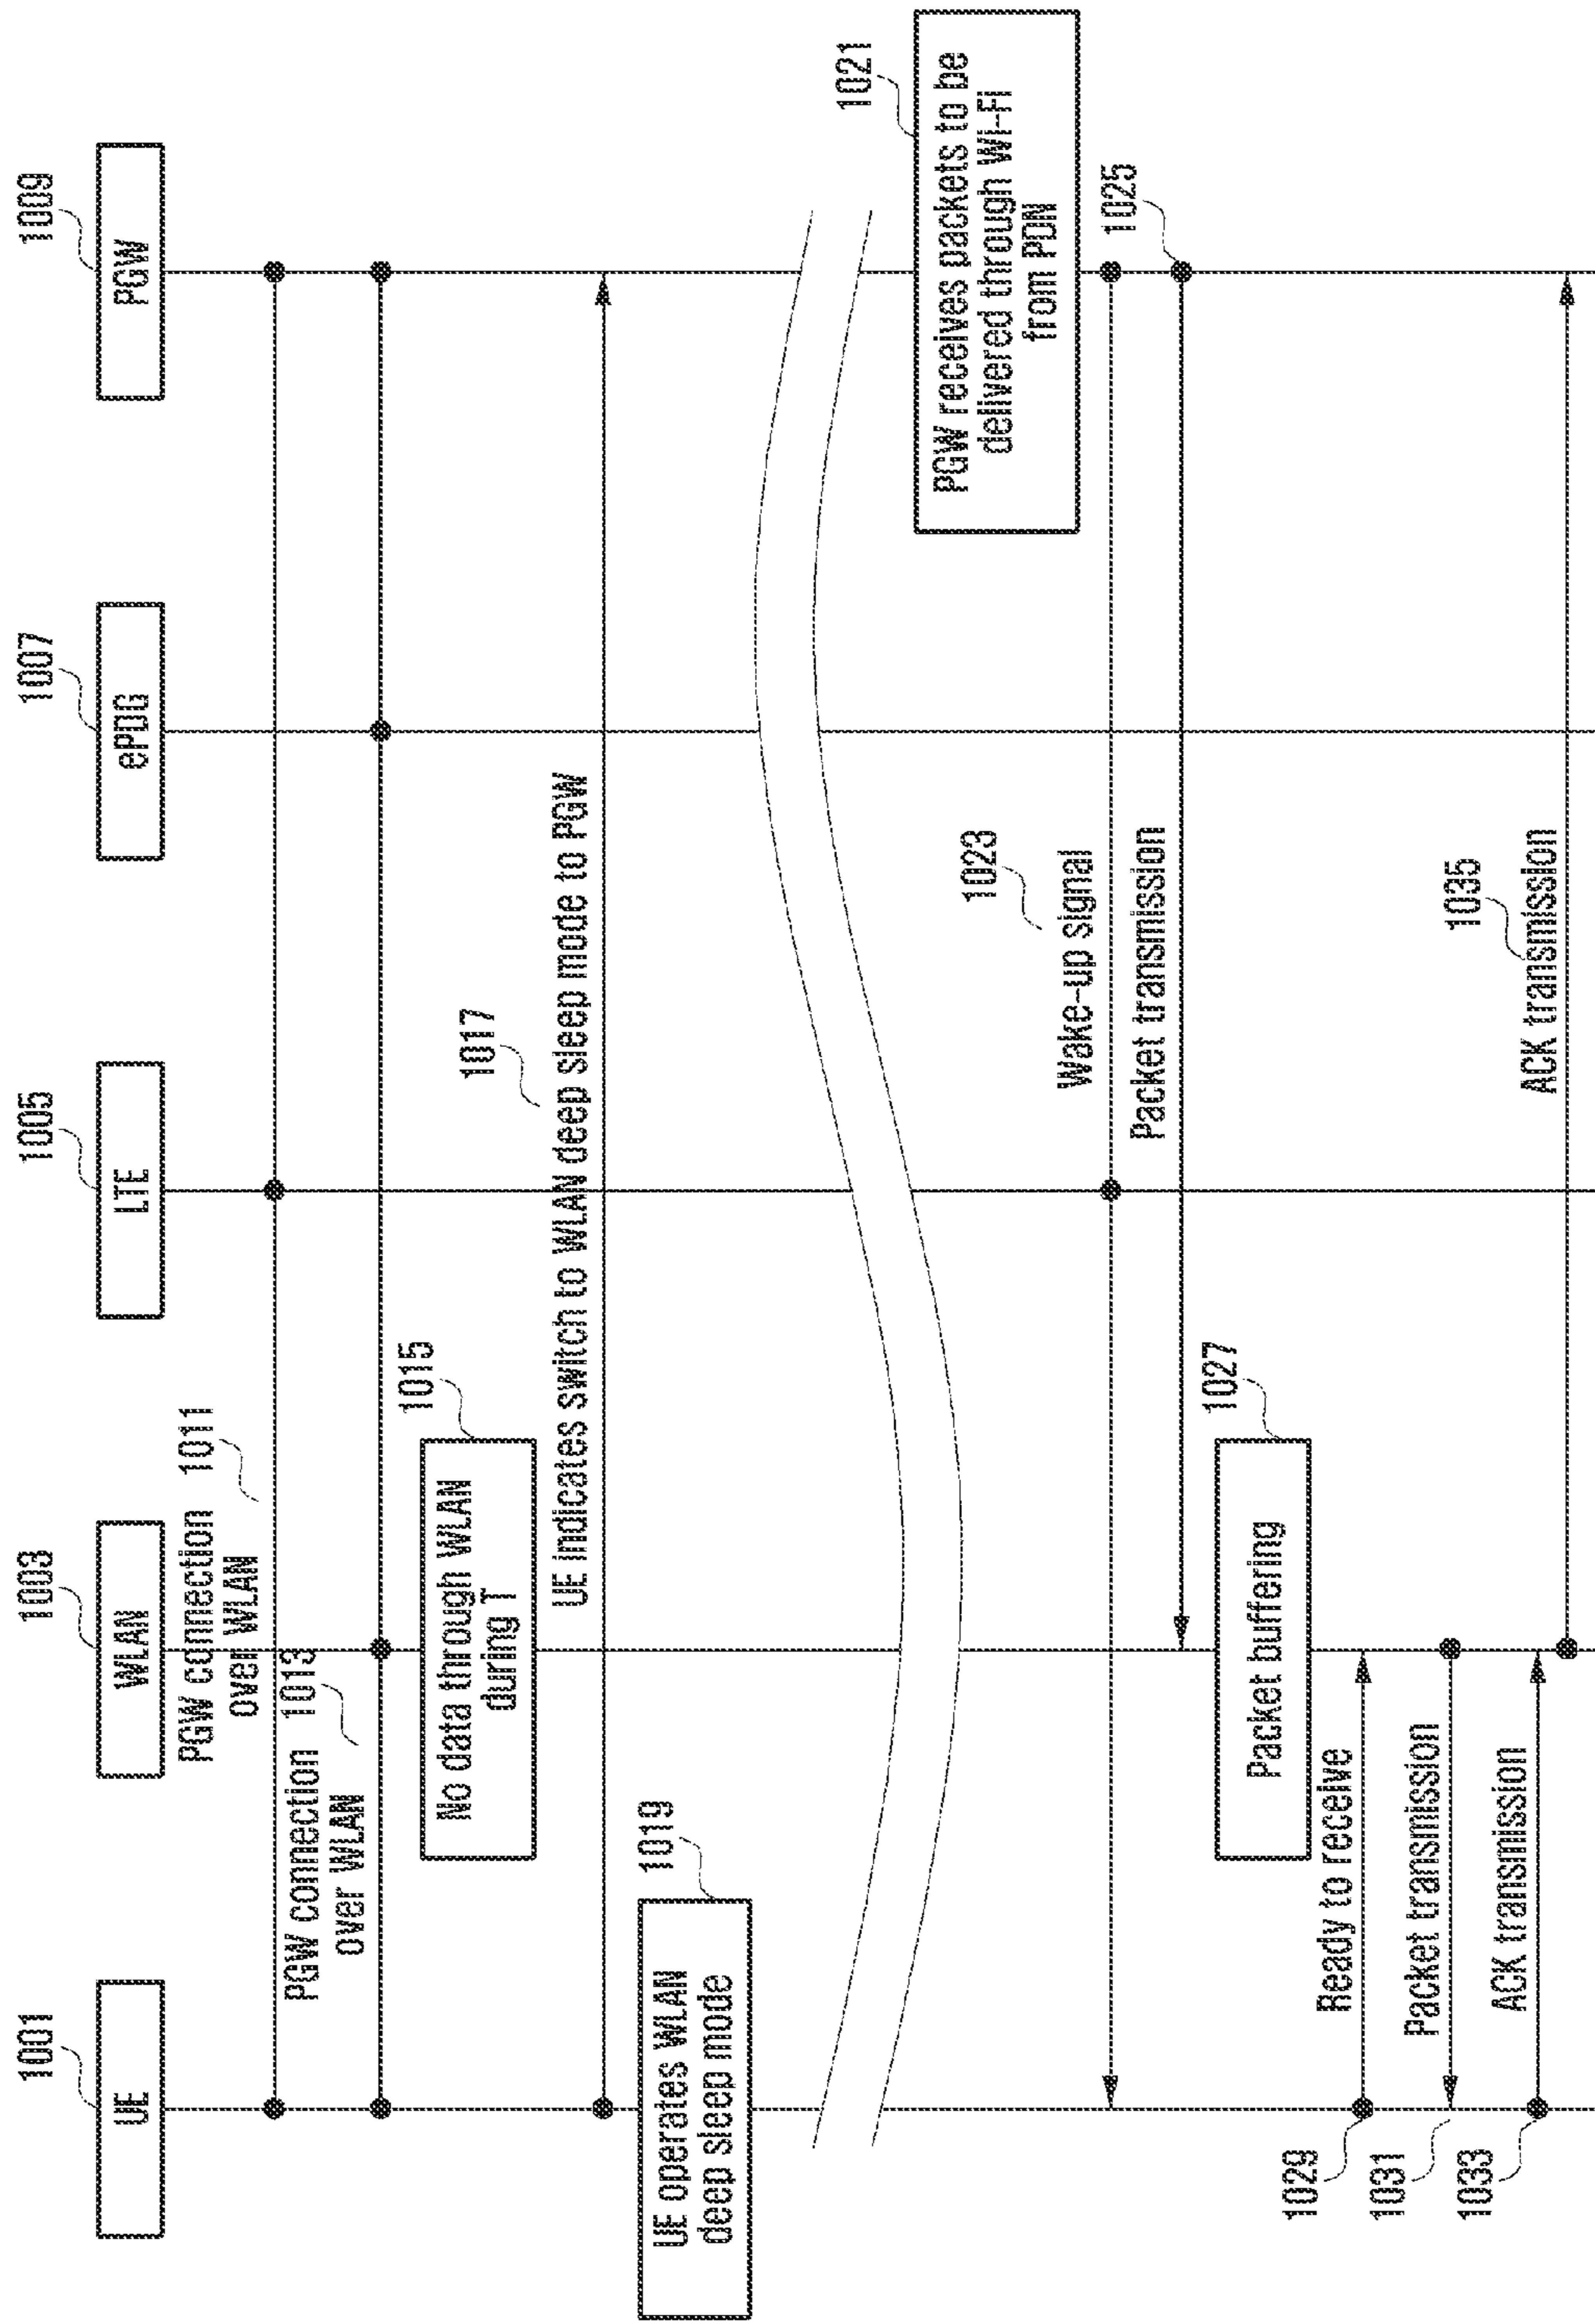 1001
UE
1003
WLAN
1005
LTE
1007
ePDG
1009
PGW
PGW connection
over WLAN
1011
PGW connection
over WLAN
1013
No data through WLAN
during T
1015
UE indicates switch to WLAN deep sleep mode to PGW
1017
UE operates WLAN
deep sleep mode
1019
PGW receives packets to be
delivered through Wi-Fi
from PDN
1021
Wake-up signal
1023
Packet transmission
1025
Packet buffering
1027
Ready to receive
1029
Packet transmission
1031
ACK transmission
1033
ACK transmission
1035